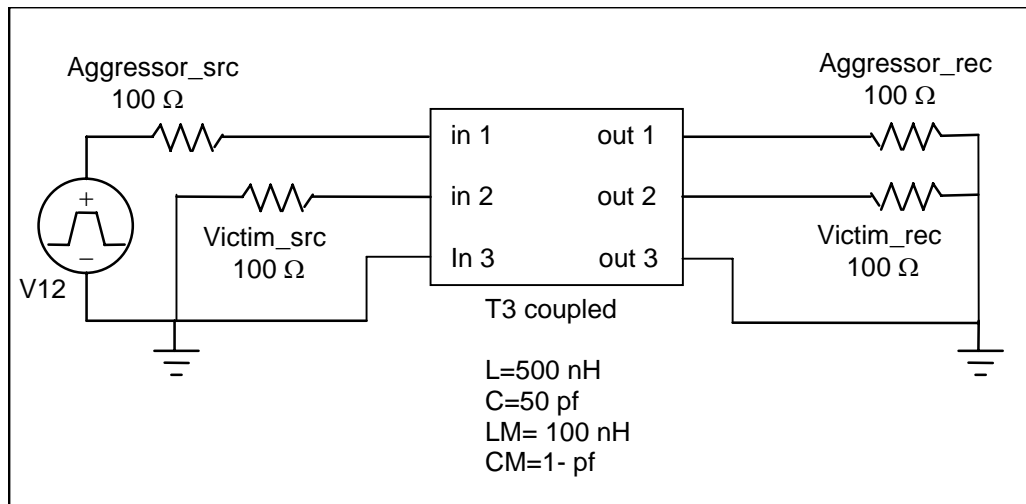 Aggressor_src
100 Ω
Aggressor_rec
100 Ω
in 1
out 1
in 2
out 2
Victim_src
100 Ω
Victim_rec
100 Ω
In 3
out 3
+
−
V12
T3 coupled
L=500 nH
C=50 pf
LM= 100 nH
CM=1- pf